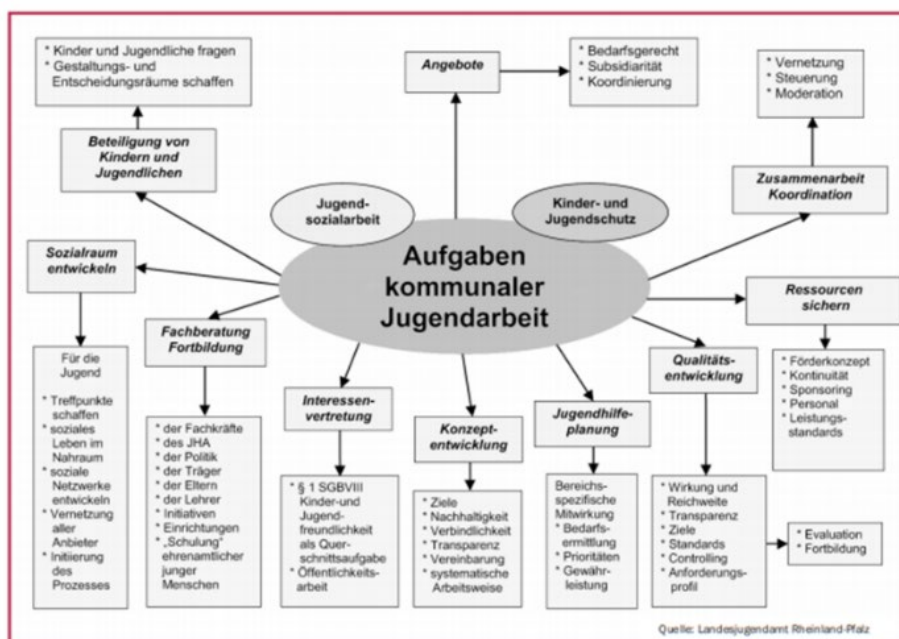 * Kinder und Jugendliche fragen
* Gestaltungs- und
Entscheidungsräume schaffen
Angebote
* Bedarfsgerecht
* Subsidiarität
* Koordinierung
* Vernetzung
* Steuerung
* Moderation
Beteiligung von
Kindern und
Jugendlichen
Zusammenarbeit
Koordination
Jugend-
sozialarbeit
Kinder- und
Jugendschutz
Aufgaben
kommunaler
Jugendarbeit
Sozialraum
entwickeln
Fachberatung
Fortbildung
Interessen-
vertretung
Konzept-
entwicklung
Jugendhilfe-
planung
Qualitäts-
entwicklung
Ressourcen
sichern
Für die
Jugend
* Treffpunkte
schaffen
* soziales
Leben im
Nahraum
* soziale
Netzwerke
entwickeln
* Vernetzung
aller
Anbieter
* Initiierung
des
Prozesses
* der Fachkräfte
* des JHA
* der Politik
* der Träger
* der Eltern
* der Lehrer
* Initiativen
* Einrichtungen
* „Schulung“
ehrenamtlicher
junger
Menschen
* § 1 SGBVIII
Kinder-und
Jugend-
freundlichkeit
als Quer-
schnittsaufgabe
* Öffentlichkeits-
arbeit
* Ziele
* Nachhaltigkeit
* Verbindlichkeit
* Transparenz
* Vereinbarung
* systematische
Arbeitsweise
Bereichs-
spezifische
Mitwirkung
* Bedarfs-
ermittlung
* Prioritäten
* Gewähr-
leistung
* Wirkung und
Reichweite
* Transparenz
* Ziele
* Standards
* Controlling
* Anforderungs-
profil
* Förderkonzept
* Kontinuität
* Sponsoring
* Personal
* Leistungs-
standards
* Evaluation
* Fortbildung
Quelle: Landesjugendamt Rheinland-Pfalz